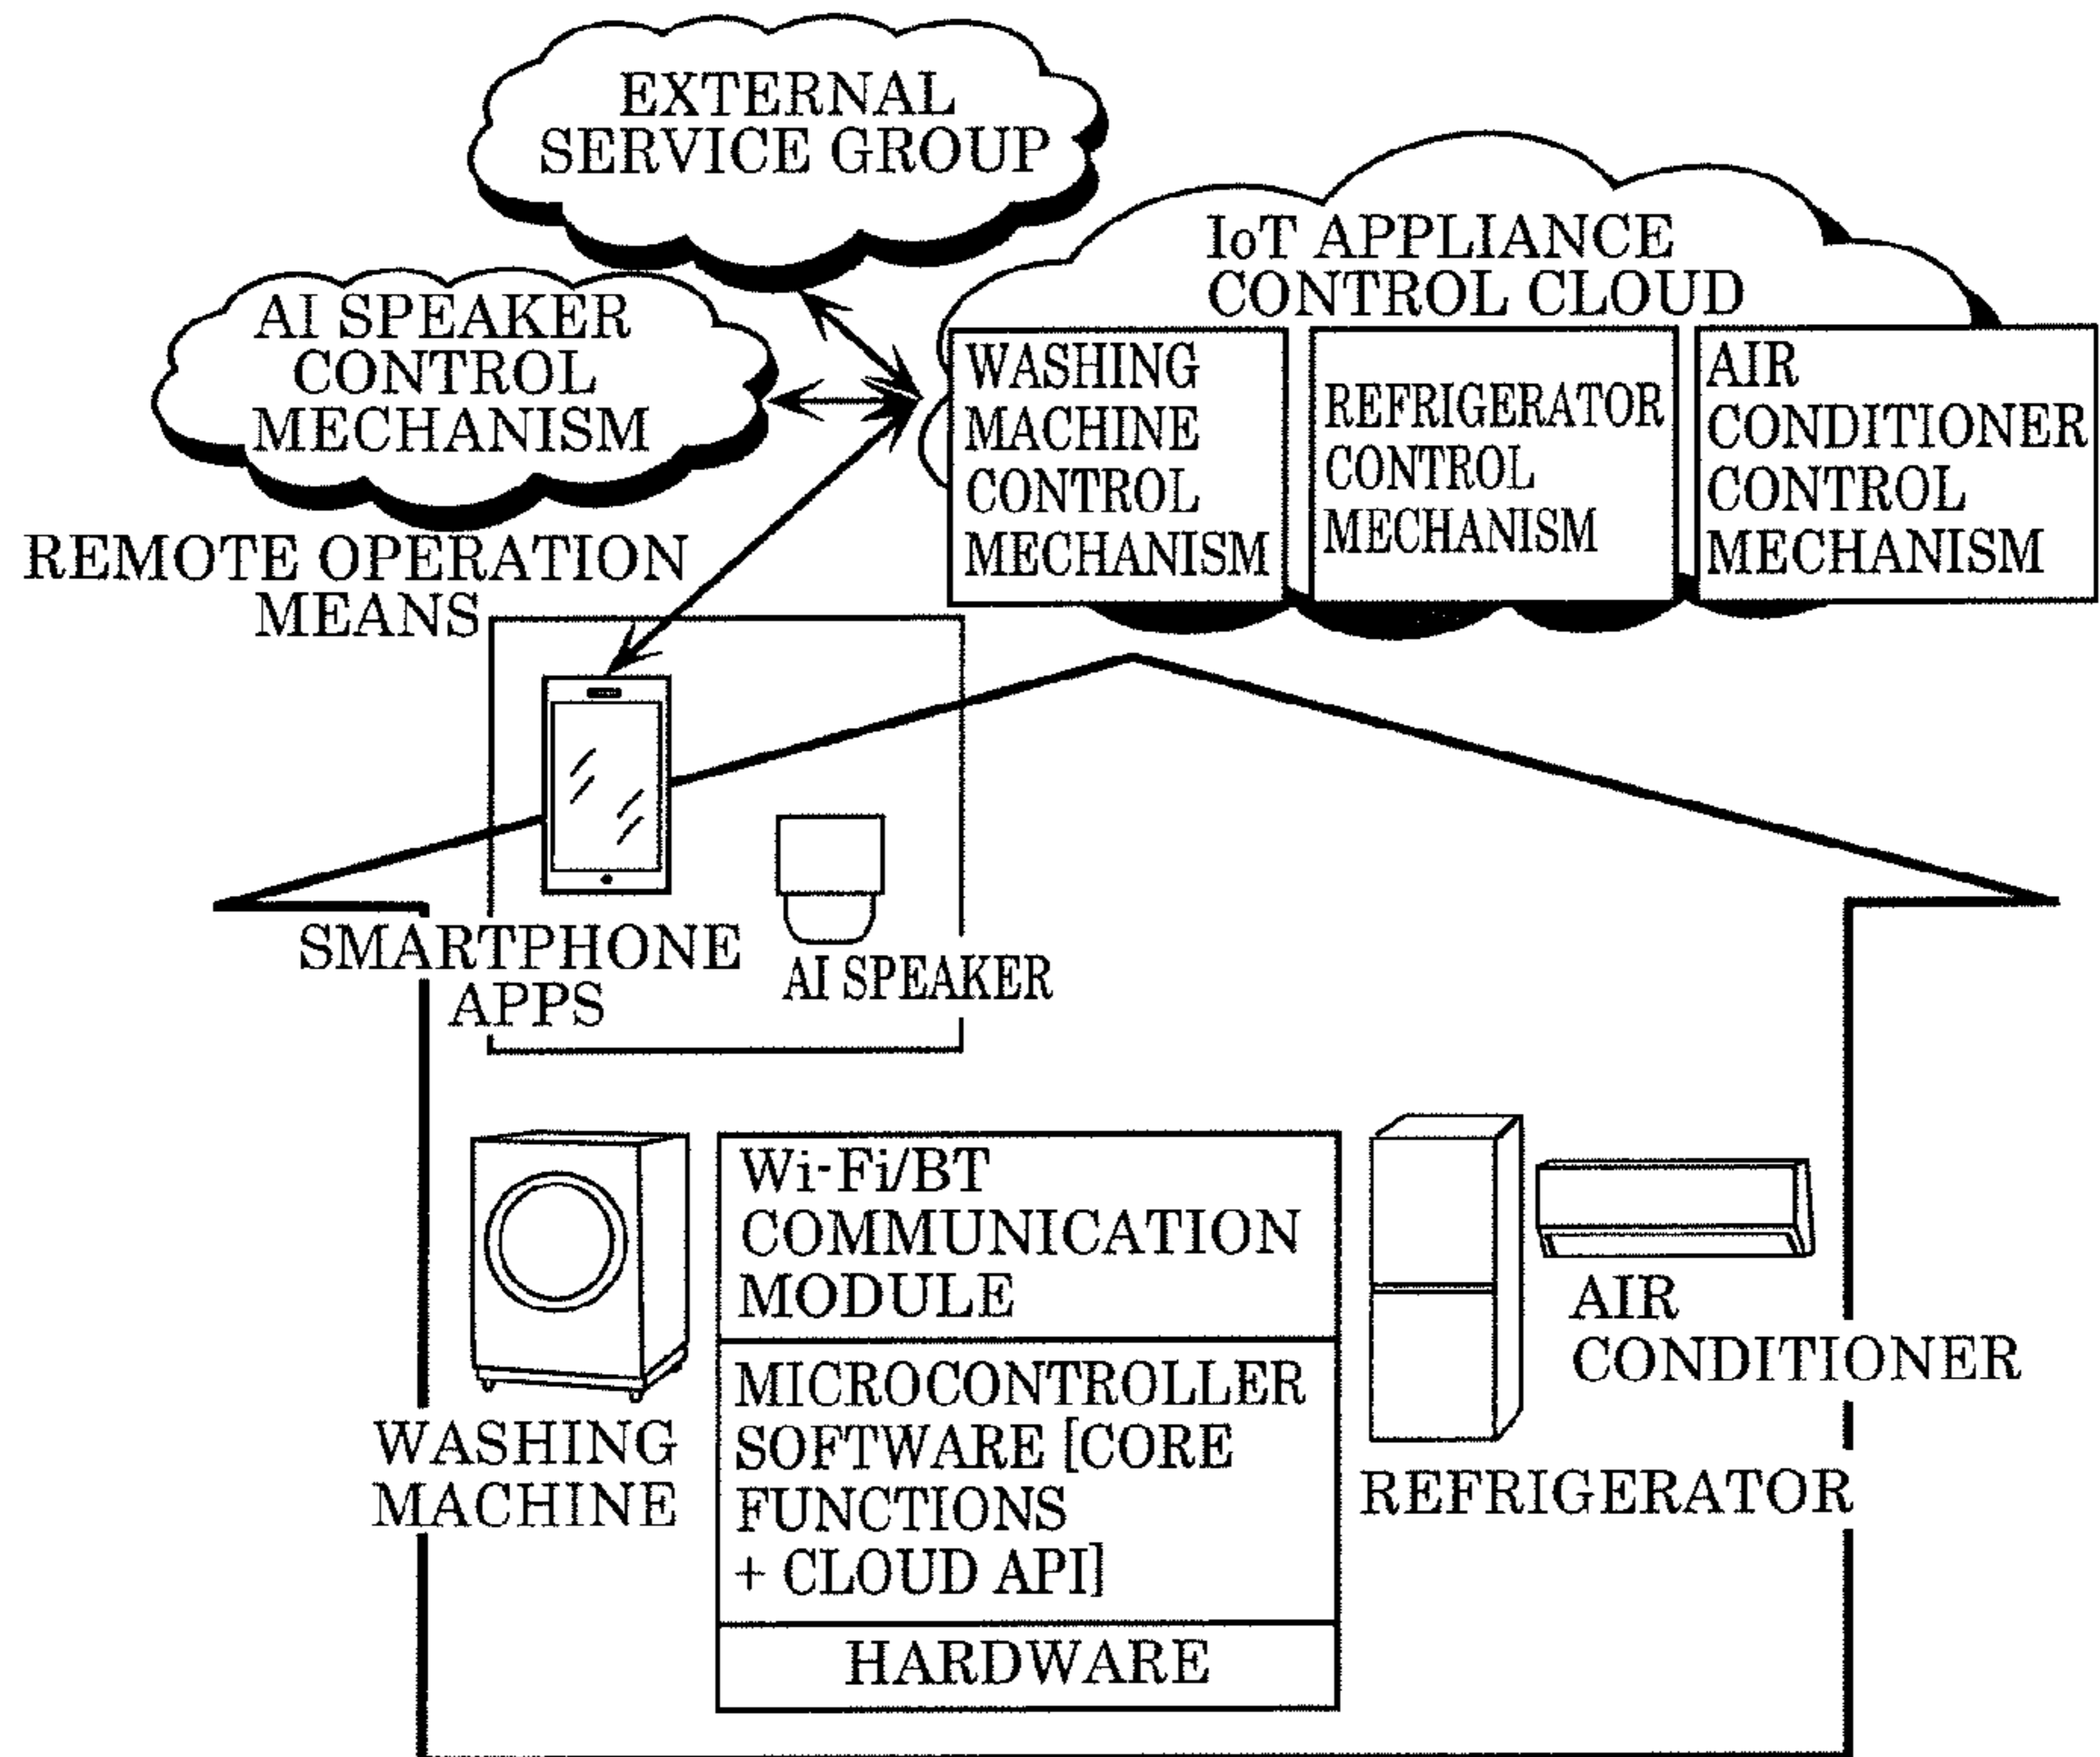 EXTERNAL
SERVICE GROUP
IoT APPLIANCE
CONTROL CLOUD
AI SPEAKER
CONTROL
MECHANISM
WASHING
MACHINE
CONTROL
MECHANISM
REFRIGERATOR
CONTROL
MECHANISM
AIR
CONDITIONER
CONTROL
MECHANISM
REMOTE OPERATION
MEANS
SMARTPHONE
APPS
AI SPEAKER
WASHING
MACHINE
Wi-Fi/BT
COMMUNICATION
MODULE
MICROCONTROLLER
SOFTWARE [CORE
FUNCTIONS
+ CLOUD API]
HARDWARE
AIR
CONDITIONER
REFRIGERATOR